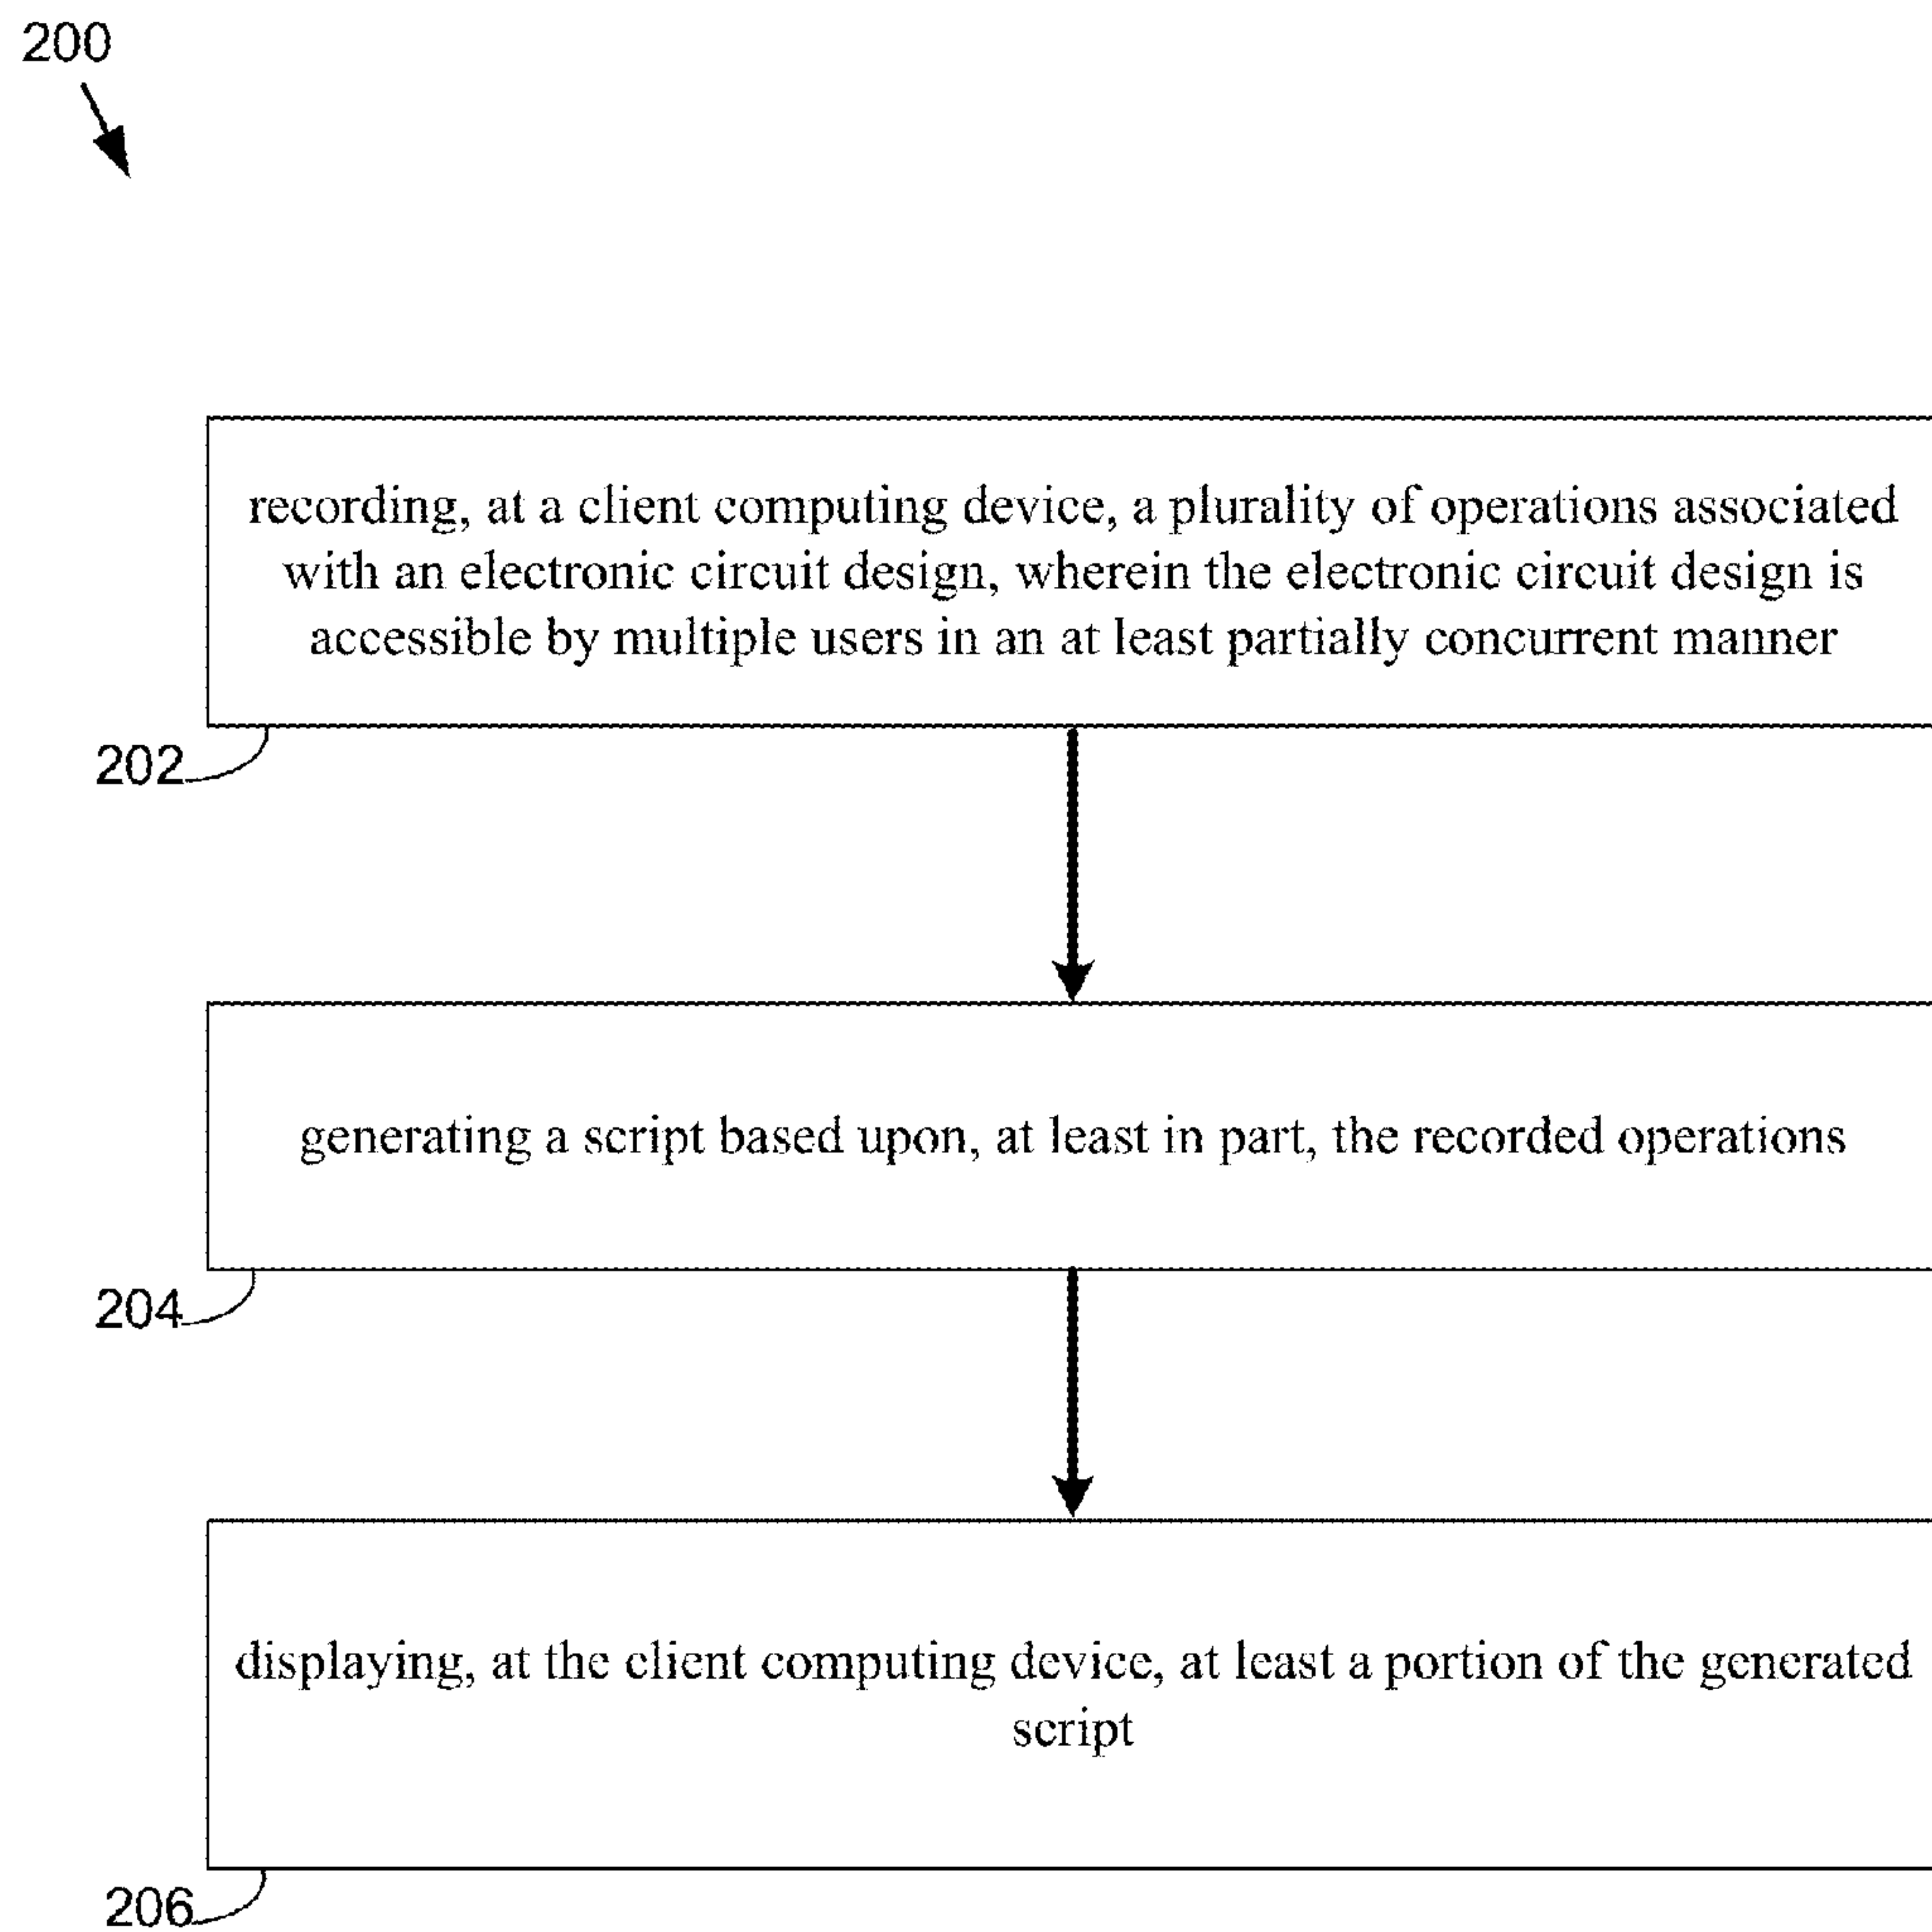 200
recording, at a client computing device, a plurality of operations associated
with an electronic circuit design, wherein the electronic circuit design is
accessible by multiple users in an at least partially concurrent manner
202
generating a script based upon, at least in part, the recorded operations
204
displaying, at the client computing device, at least a portion of the generated
script
206